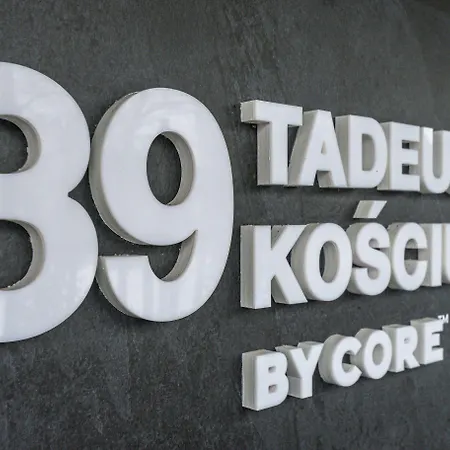 39
TADEU
KOŚCIU
BYCORE™